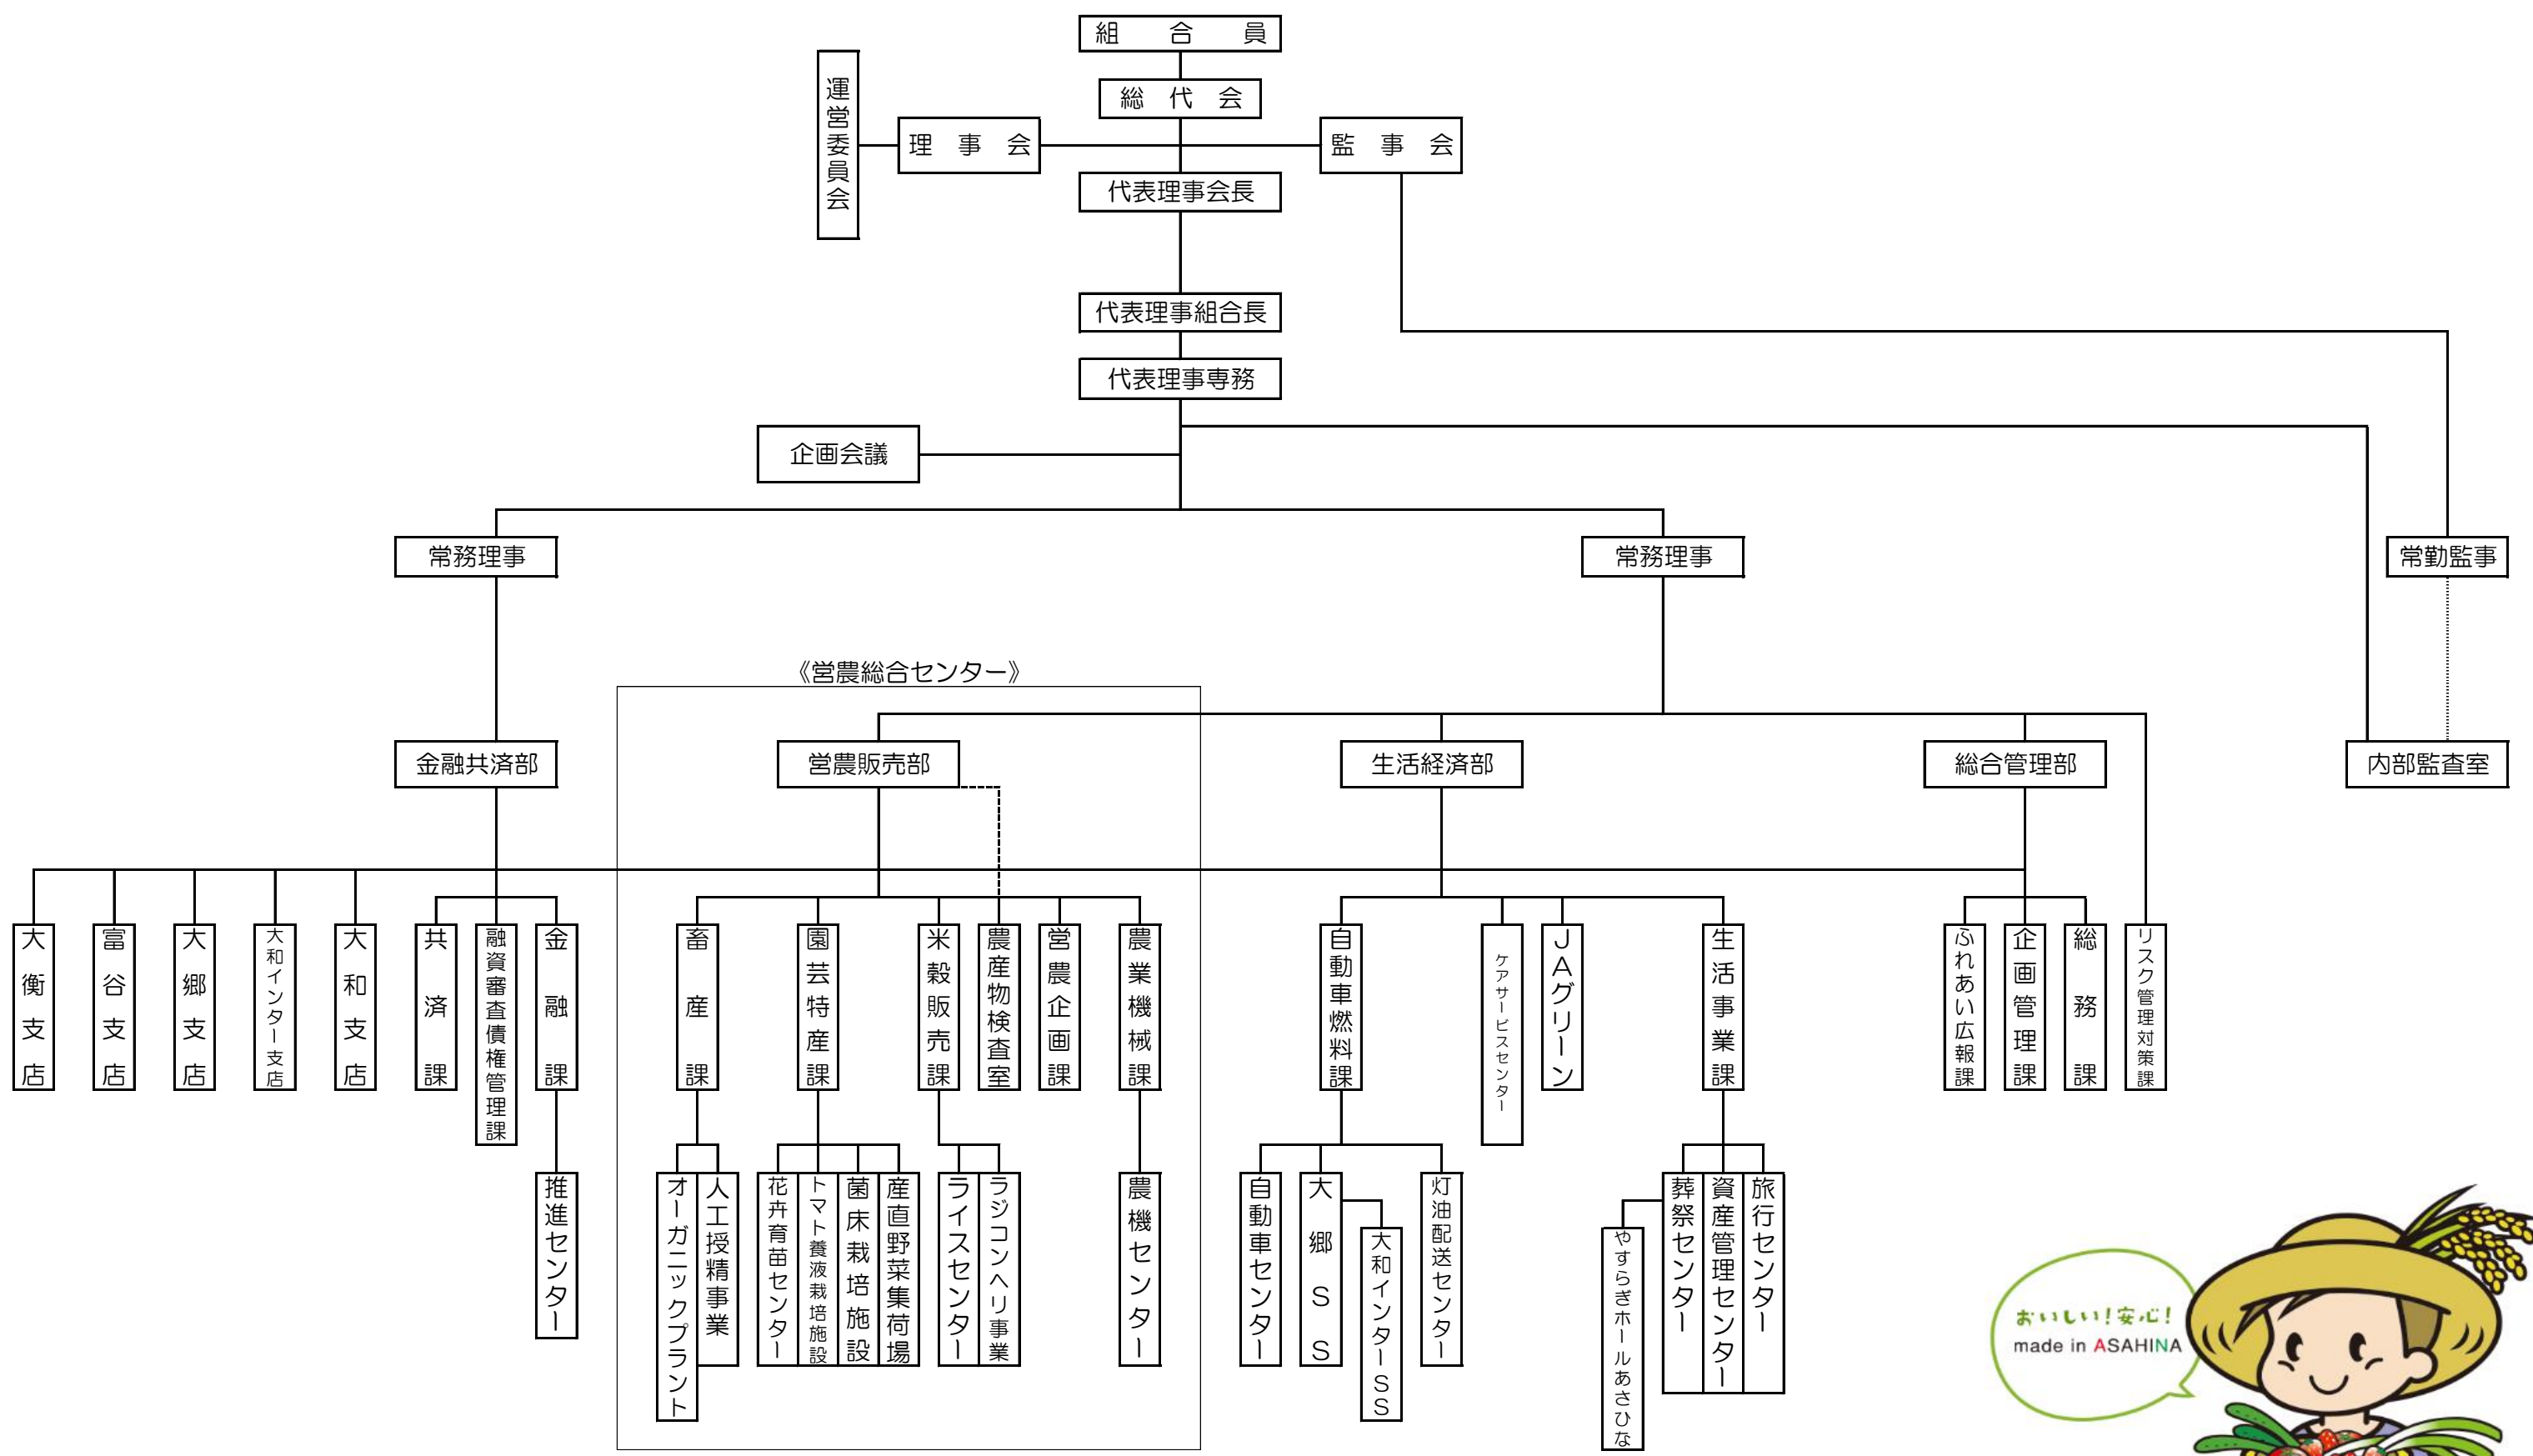 組合員
総代会
運営委員会
理事会
監事会
代表理事会長
代表理事組合長
代表理事専務
企画会議
常務理事
常務理事
常勤監事
《営農総合センター》
金融共済部
営農販売部
生活経済部
総合管理部
内部監査室
大衡支店
富谷支店
大郷支店
大和インター支店
大和支店
共済課
融資審査債権管理課
金融課
畜産課
園芸特産課
米穀販売課
農産物検査室
営農企画課
農業機械課
自動車燃料課
ケアサービスセンター
JAグリーン
生活事業課
ふれあい広報課
企画管理課
総務課
リスク管理対策課
推進センター
オーガニックプラント
人工授精事業
花卉育苗センター
トマト養液栽培施設
菌床栽培施設
産直野菜集荷場
ライスセンター
ラジコンヘリ事業
農機センター
自動車センター
大郷SS
大和インターSS
灯油配送センター
やすらぎホールあさひな
葬祭センター
資産管理センター
旅行センター
おいしい!安心!
made in ASAHINA